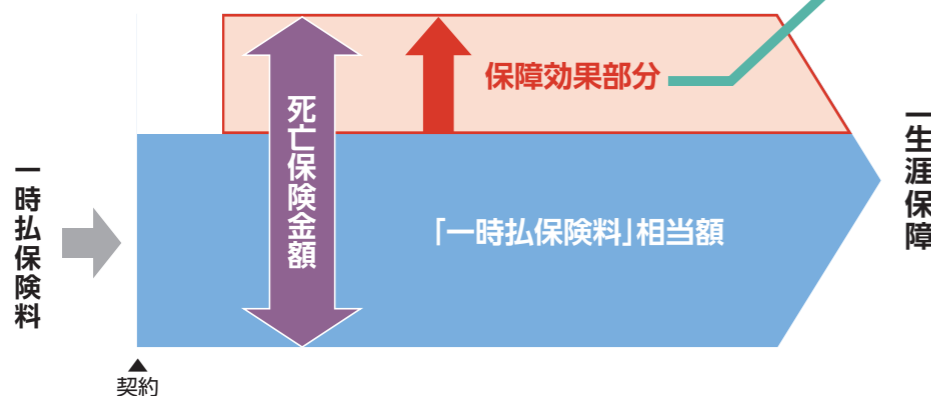 保障効果部分
死亡保険金額
一生涯保障
一時払保険料
「一時払保険料」相当額
▲
契約